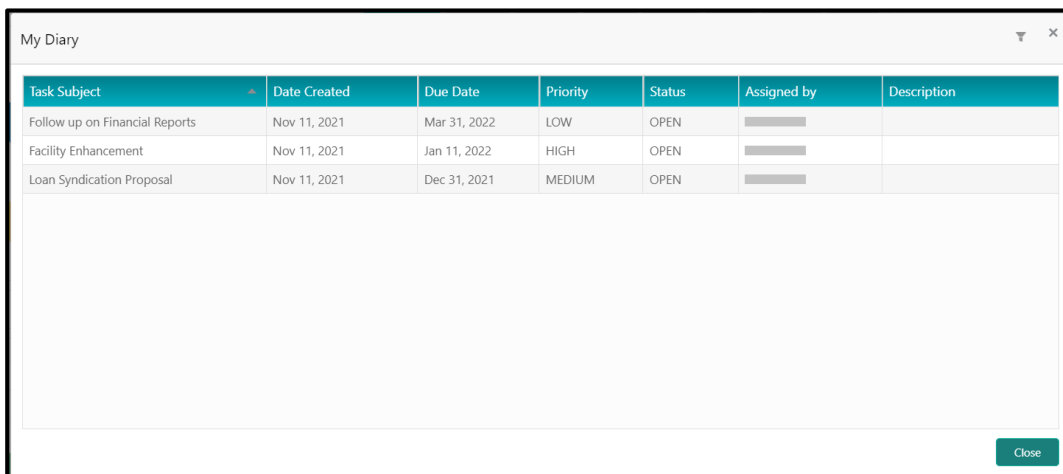 My Diary
Task Subject Date Created Due Date Priority Status Assigned by Description
Follow up on Financial Reports Nov 11, 2021 Mar 31, 2022 LOW OPEN
Facility Enhancement Nov 11, 2021 Jan 11, 2022 HIGH OPEN
Loan Syndication Proposal Nov 11, 2021 Dec 31, 2021 MEDIUM OPEN
Close